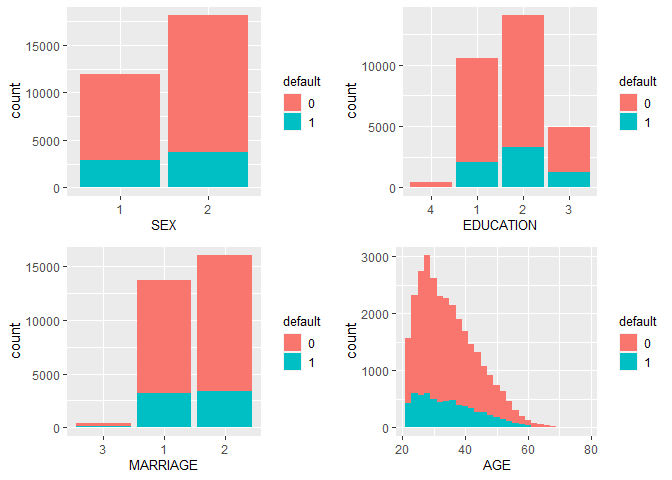 15000
10000
5000
0
count
1 2
SEX
default
0
1
10000
5000
0
count
4 1 2 3
EDUCATION
default
0
1
15000
10000
5000
0
count
3 1 2
MARRIAGE
default
0
1
3000
2000
1000
0
count
20 40 60 80
AGE
default
0
1